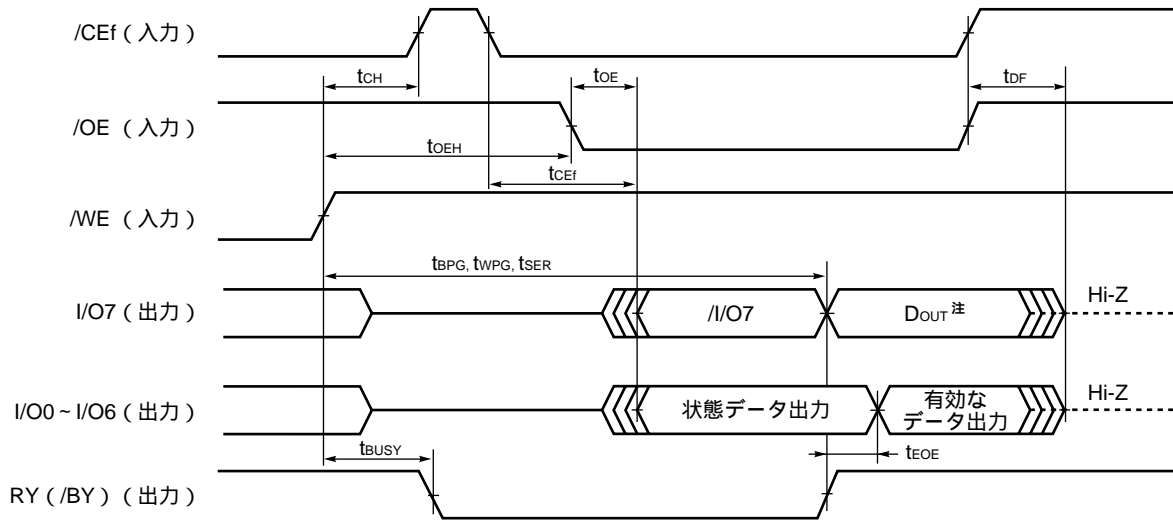 /CEf（入力）
tCH
tOE
tDF
/OE（入力）
tOEH
tCEf
/WE（入力）
tBPG, tWPG, tSER
I/O7（出力）
/I/O7
DOUT 注
Hi-Z
I/O0～I/O6（出力）
状態データ出力
有効な
データ出力
Hi-Z
tBUSY
tEOE
RY（/BY）（出力）